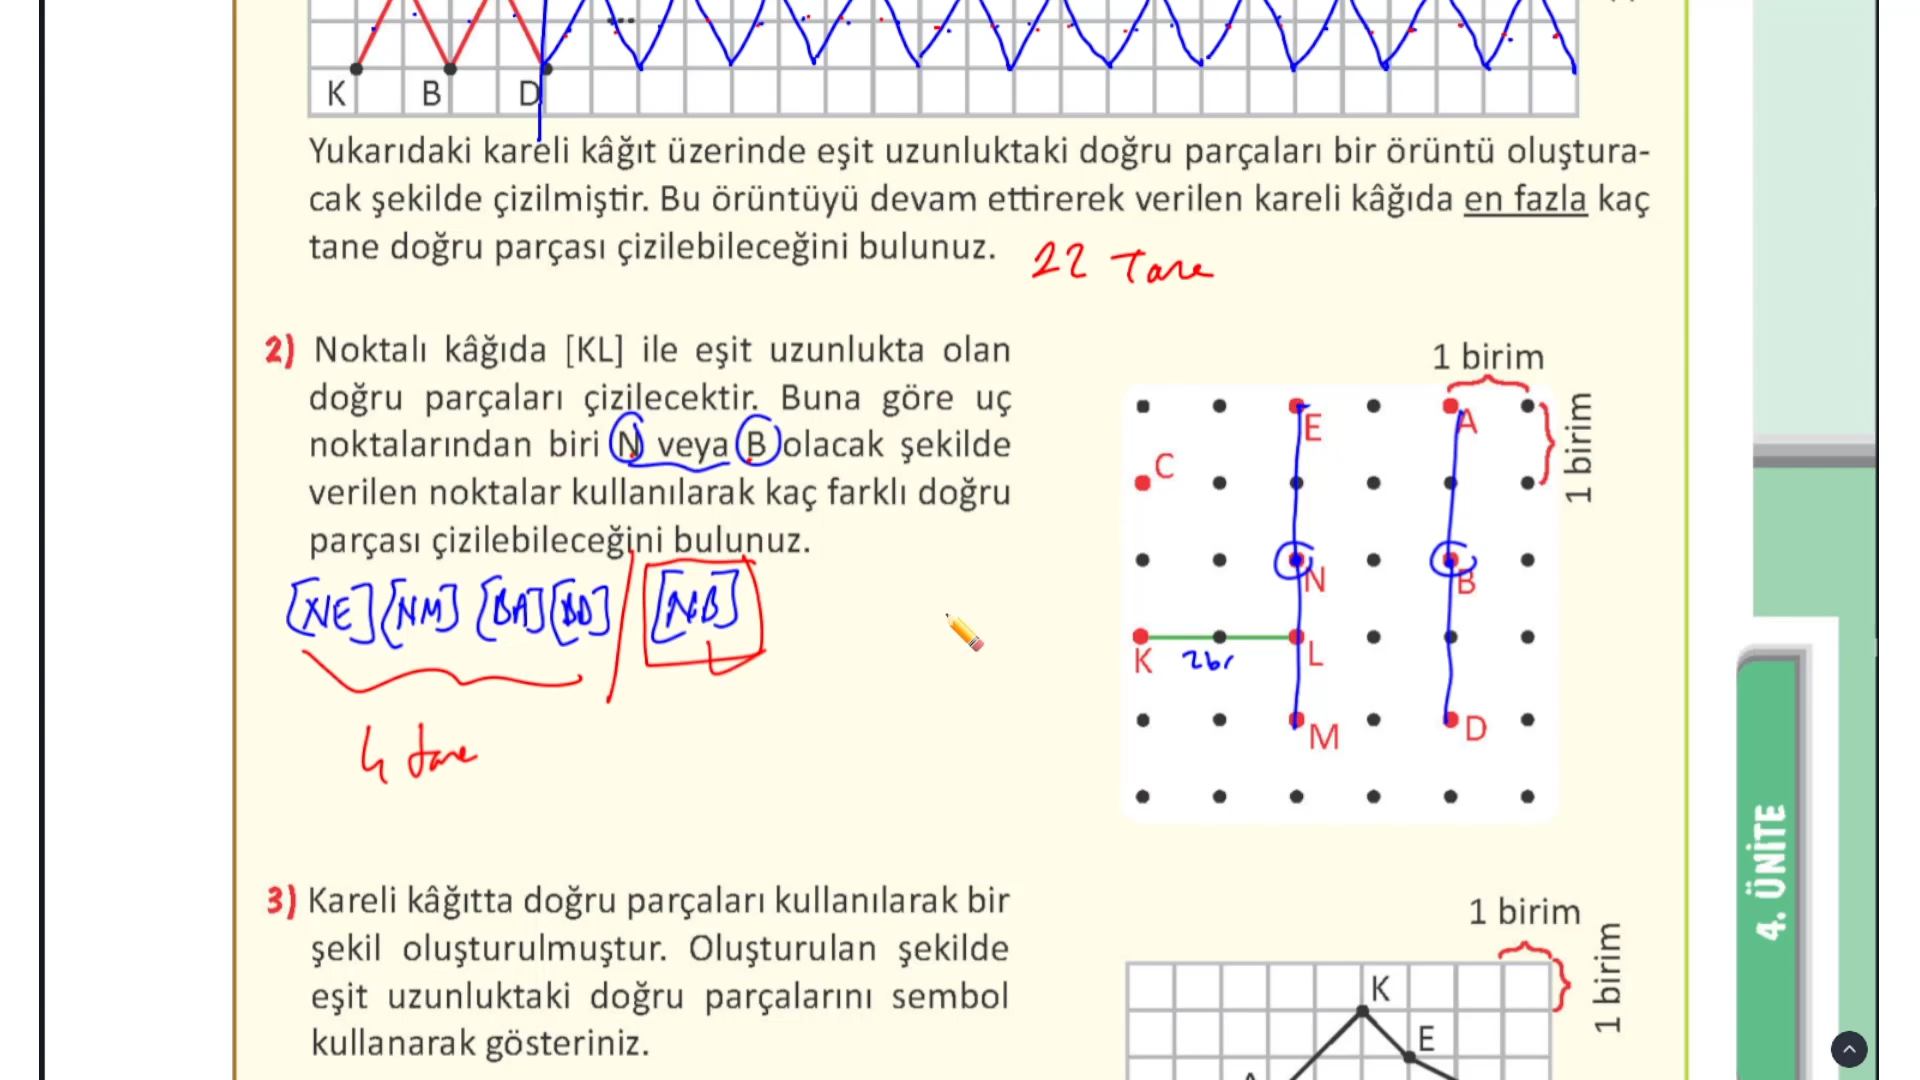 K B D
Yukarıdaki kareli kâğıt üzerinde eşit uzunluktaki doğru parçaları bir örüntü oluştura-
cak şekilde çizilmiştir. Bu örüntüyü devam ettirerek verilen kareli kâğıda en fazla kaç
tane doğru parçası çizilebileceğini bulunuz. 22 Tane
2) Noktalı kâğıda [KL] ile eşit uzunlukta olan
doğru parçaları çizilecektir. Buna göre uç
noktalarından biri N veya B olacak şekilde
verilen noktalar kullanılarak kaç farklı doğru
parçası çizilebileceğini bulunuz.
[NE] [NM] [BA] [BD] / [NB]
4 tane
1 birim
1 birim
E A
C
N B
K 2br L
M D
3) Kareli kâğıtta doğru parçaları kullanılarak bir
şekil oluşturulmuştur. Oluşturulan şekilde
eşit uzunluktaki doğru parçalarını sembol
kullanarak gösteriniz.
1 birim
1 birim
K
E
4. ÜNİTE